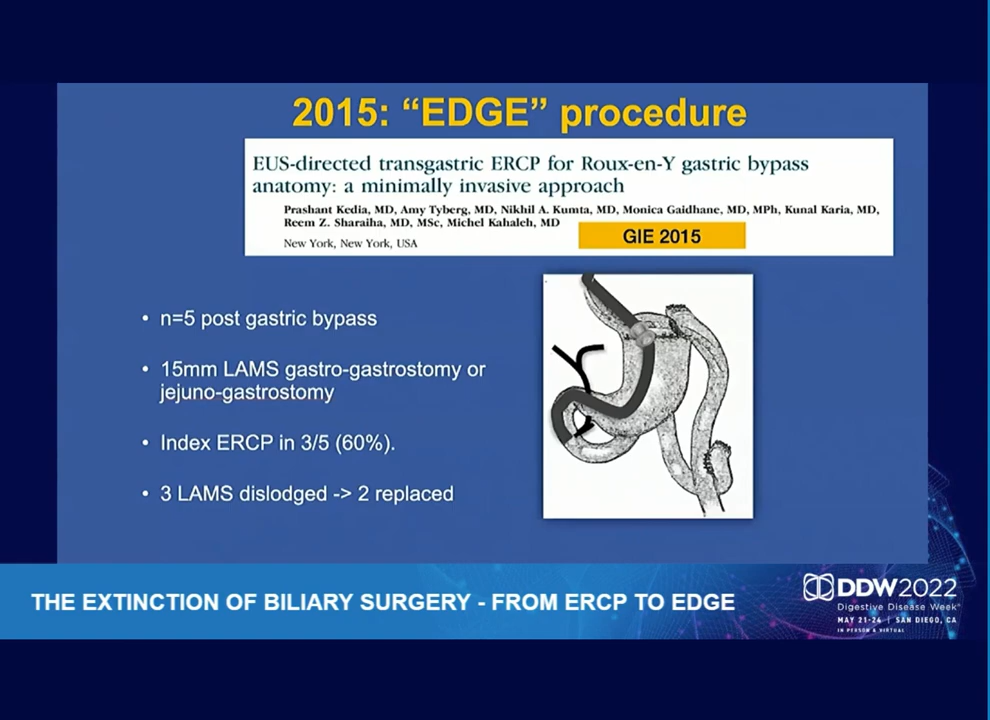 2015: “EDGE” procedure
EUS-directed transgastric ERCP for Roux-en-Y gastric bypass
anatomy: a minimally invasive approach
Prashant Kedia, MD, Amy Tyberg, MD, Nikhil A. Kumta, MD, Monica Gaidhane, MD, MPh, Kunal Karia, MD,
Reem Z. Sharaiha, MD, MSc, Michel Kahaleh, MD
New York, New York, USA
GIE 2015
• n=5 post gastric bypass
• 15mm LAMS gastro-gastrostomy or
jejuno-gastrostomy
• Index ERCP in 3/5 (60%).
• 3 LAMS dislodged -> 2 replaced
THE EXTINCTION OF BILIARY SURGERY - FROM ERCP TO EDGE
DDW2022
Digestive Disease Week®
MAY 21-24 | SAN DIEGO, CA
IN PERSON & VIRTUAL